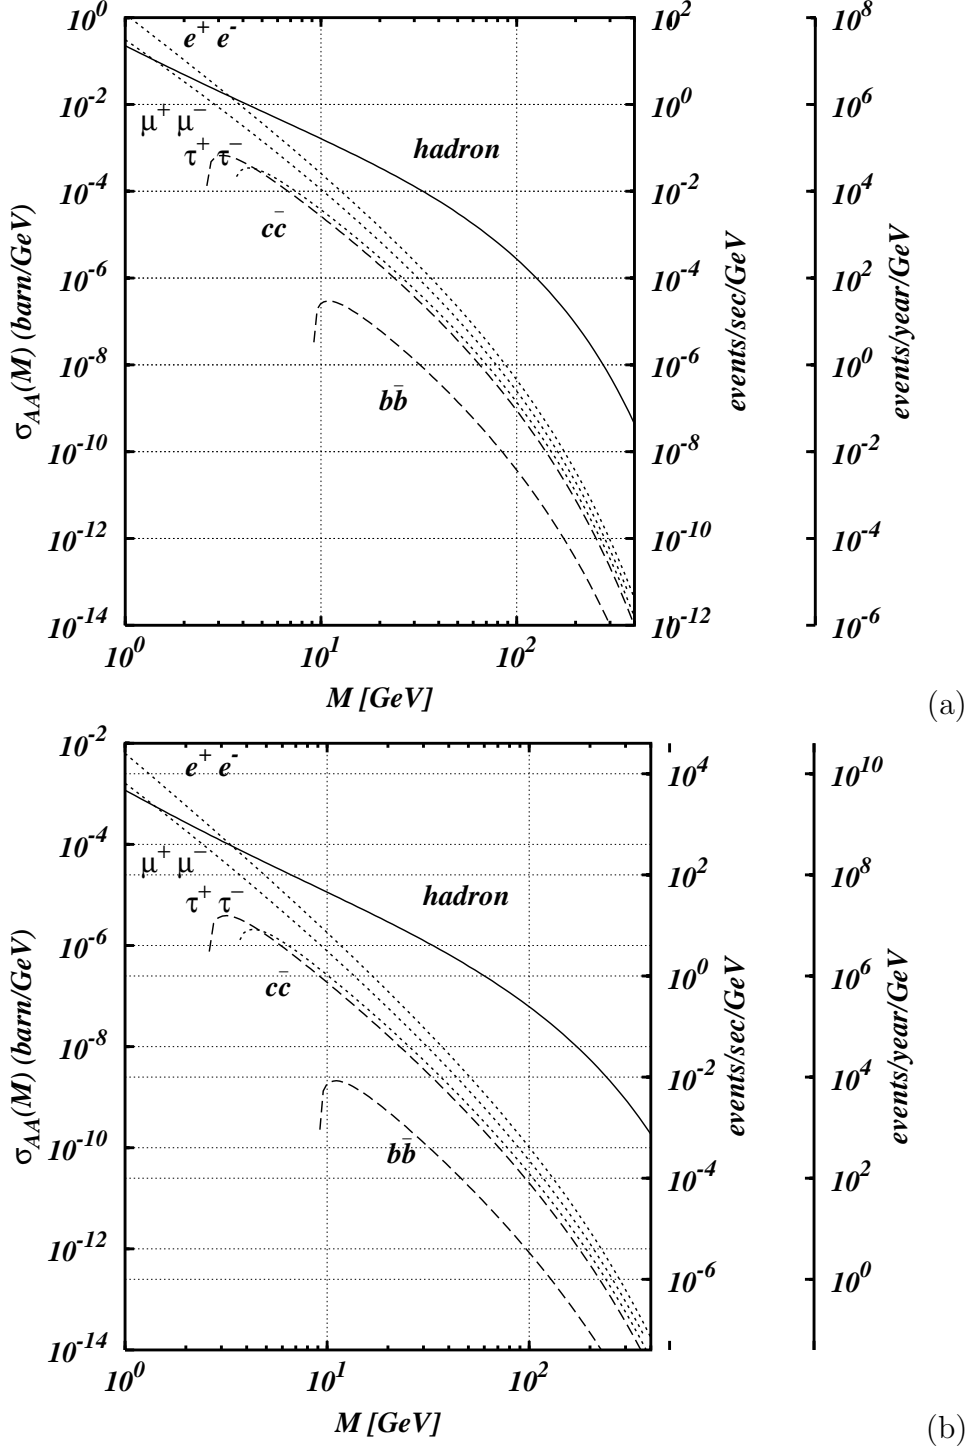 10^0
10^-2
10^-4
10^-6
10^-8
10^-10
10^-12
10^-14
σ_AA(M) (barn/GeV)
e^+ e^-
μ^+ μ^-
τ^+ τ^-
hadron
cc̄
bb̄
10^0
10^1
10^2
M [GeV]
10^2
10^0
10^-2
10^-4
10^-6
10^-8
10^-10
10^-12
events/sec/GeV
10^8
10^6
10^4
10^2
10^0
10^-2
10^-4
10^-6
events/year/GeV
(a)
10^-2
10^-4
10^-6
10^-8
10^-10
10^-12
10^-14
σ_AA(M) (barn/GeV)
e^+ e^-
μ^+ μ^-
τ^+ τ^-
hadron
cc̄
bb̄
10^0
10^1
10^2
M [GeV]
10^4
10^2
10^0
10^-2
10^-4
10^-6
events/sec/GeV
10^10
10^8
10^6
10^4
10^2
10^0
events/year/GeV
(b)